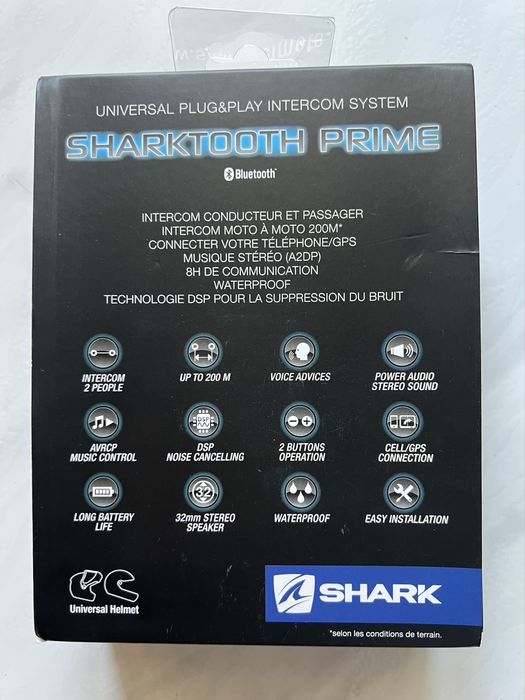 UNIVERSAL PLUG&PLAY INTERCOM SYSTEM
SHARKTOOTH PRIME
Bluetooth
INTERCOM CONDUCTEUR ET PASSAGER
INTERCOM MOTO À MOTO 200M*
CONNECTER VOTRE TÉLÉPHONE/GPS
MUSIQUE STÉRÉO (A2DP)
8H DE COMMUNICATION
WATERPROOF
TECHNOLOGIE DSP POUR LA SUPPRESSION DU BRUIT
INTERCOM
2 PEOPLE
UP TO 200 M
VOICE ADVICES
POWER AUDIO
STEREO SOUND
AVRCP
MUSIC CONTROL
DSP
NOISE CANCELLING
2 BUTTONS
OPERATION
CELL/GPS
CONNECTION
LONG BATTERY
LIFE
32
32mm STEREO
SPEAKER
WATERPROOF
EASY INSTALLATION
Universal Helmet
SHARK
*selon les conditions de terrain.